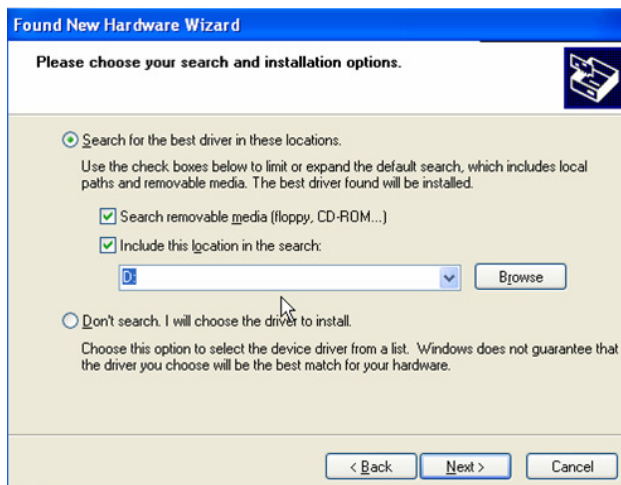 Found New Hardware Wizard
Please choose your search and installation options.
Search for the best driver in these locations.
Use the check boxes below to limit or expand the default search, which includes local
paths and removable media. The best driver found will be installed.
Search removable media (floppy, CD-ROM...)
Include this location in the search:
D:
Browse
Don't search. I will choose the driver to install.
Choose this option to select the device driver from a list. Windows does not guarantee that
the driver you choose will be the best match for your hardware.
< Back
Next >
Cancel